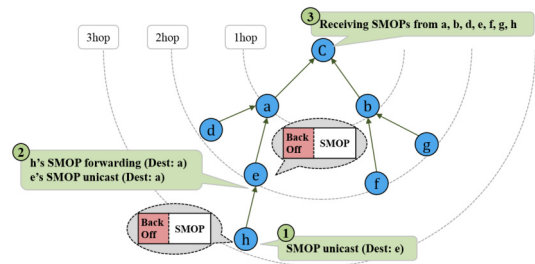 3
Receiving SMOPs from a, b, d, e, f, g, h
3hop
2hop
1hop
C
a
b
d
g
Back
Off
SMOP
2
h's SMOP forwarding (Dest: a)
e's SMOP unicast (Dest: a)
e
f
Back
Off
SMOP
h
1
SMOP unicast (Dest: e)